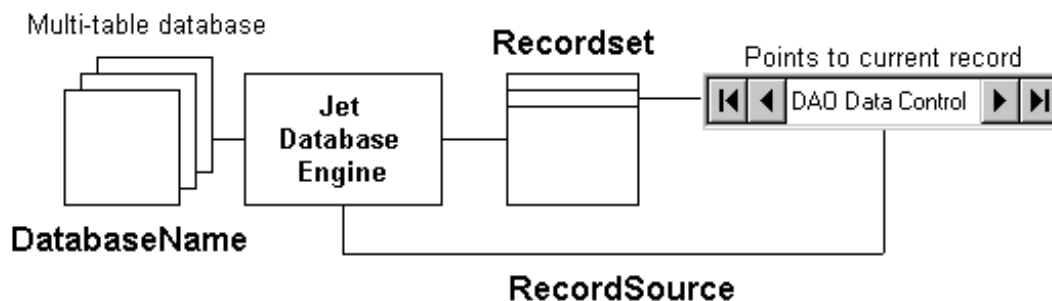 Multi-table database
Recordset
Points to current record
Jet
Database
Engine
DAO Data Control
DatabaseName
RecordSource